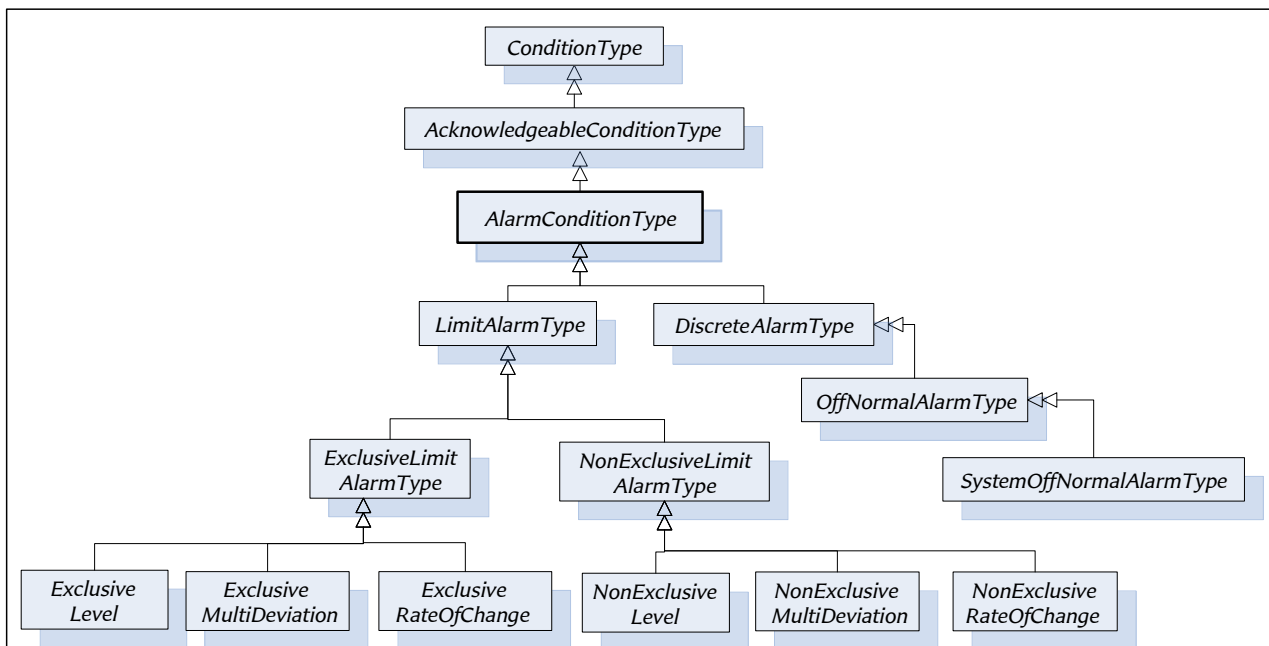 ConditionType
AcknowledgeableConditionType
AlarmConditionType
LimitAlarmType
DiscreteAlarmType
OffNormalAlarmType
ExclusiveLimit
AlarmType
NonExclusiveLimit
AlarmType
SystemOffNormalAlarmType
Exclusive
Level
Exclusive
MultiDeviation
Exclusive
RateOfChange
NonExclusive
Level
NonExclusive
MultiDeviation
NonExclusive
RateOfChange